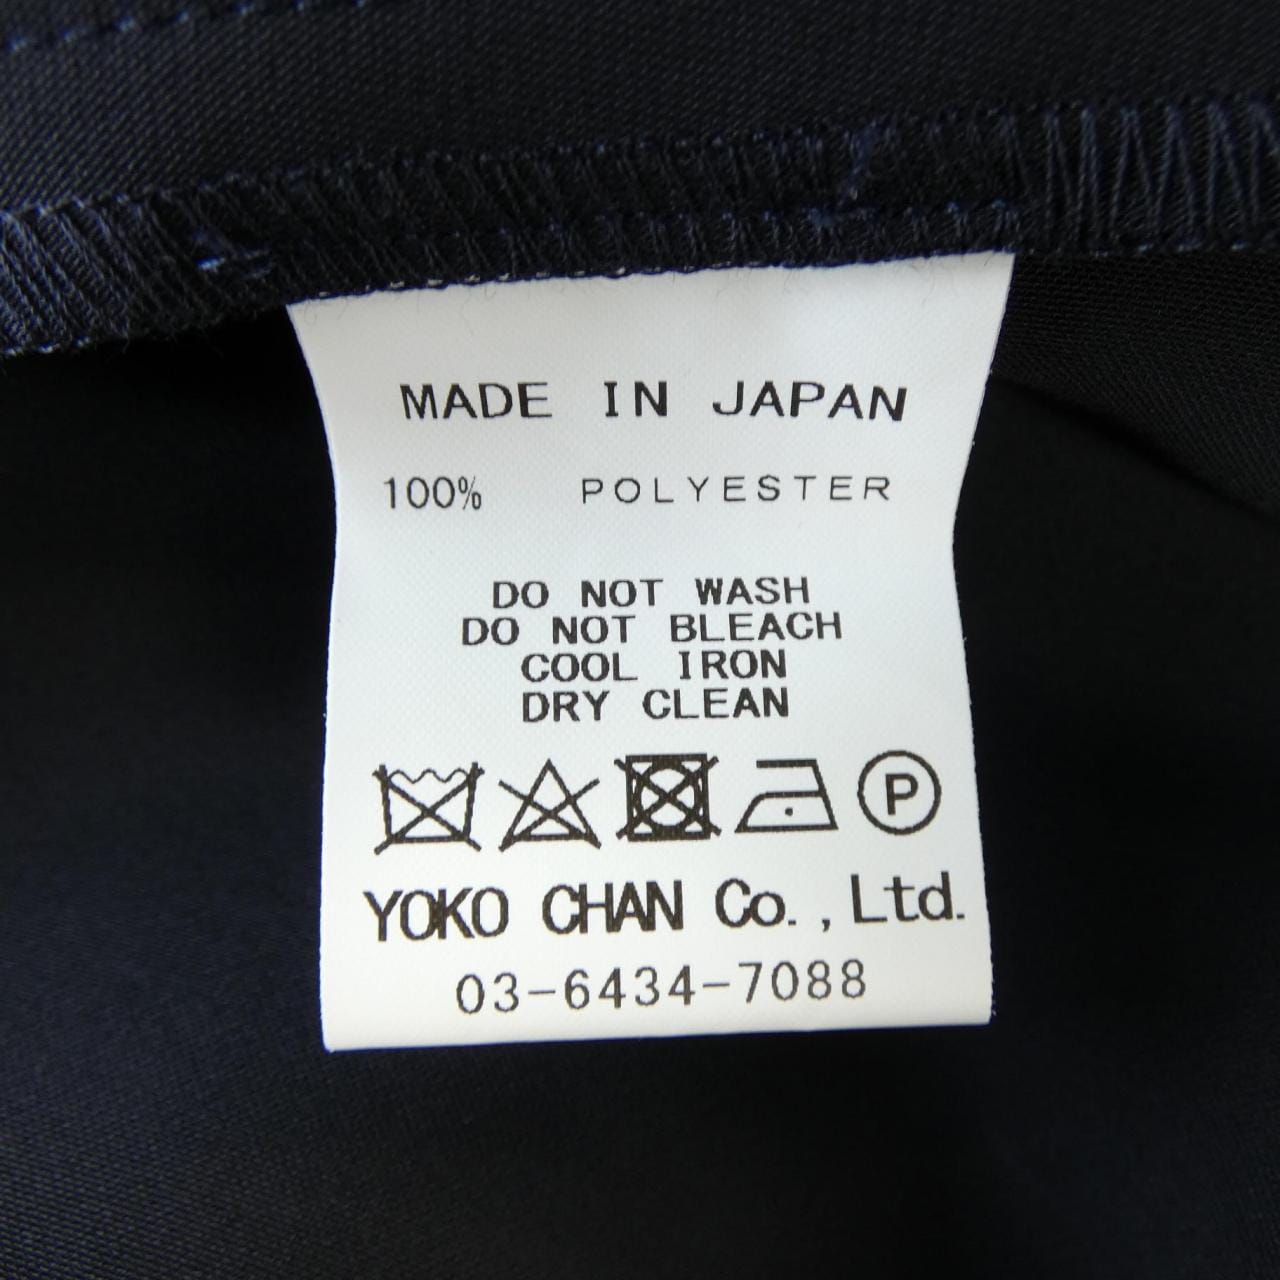 MADE IN JAPAN
100% POLYESTER
DO NOT WASH
DO NOT BLEACH
COOL IRON
DRY CLEAN
P
YOKO CHAN Co., Ltd.
03-6434-7088